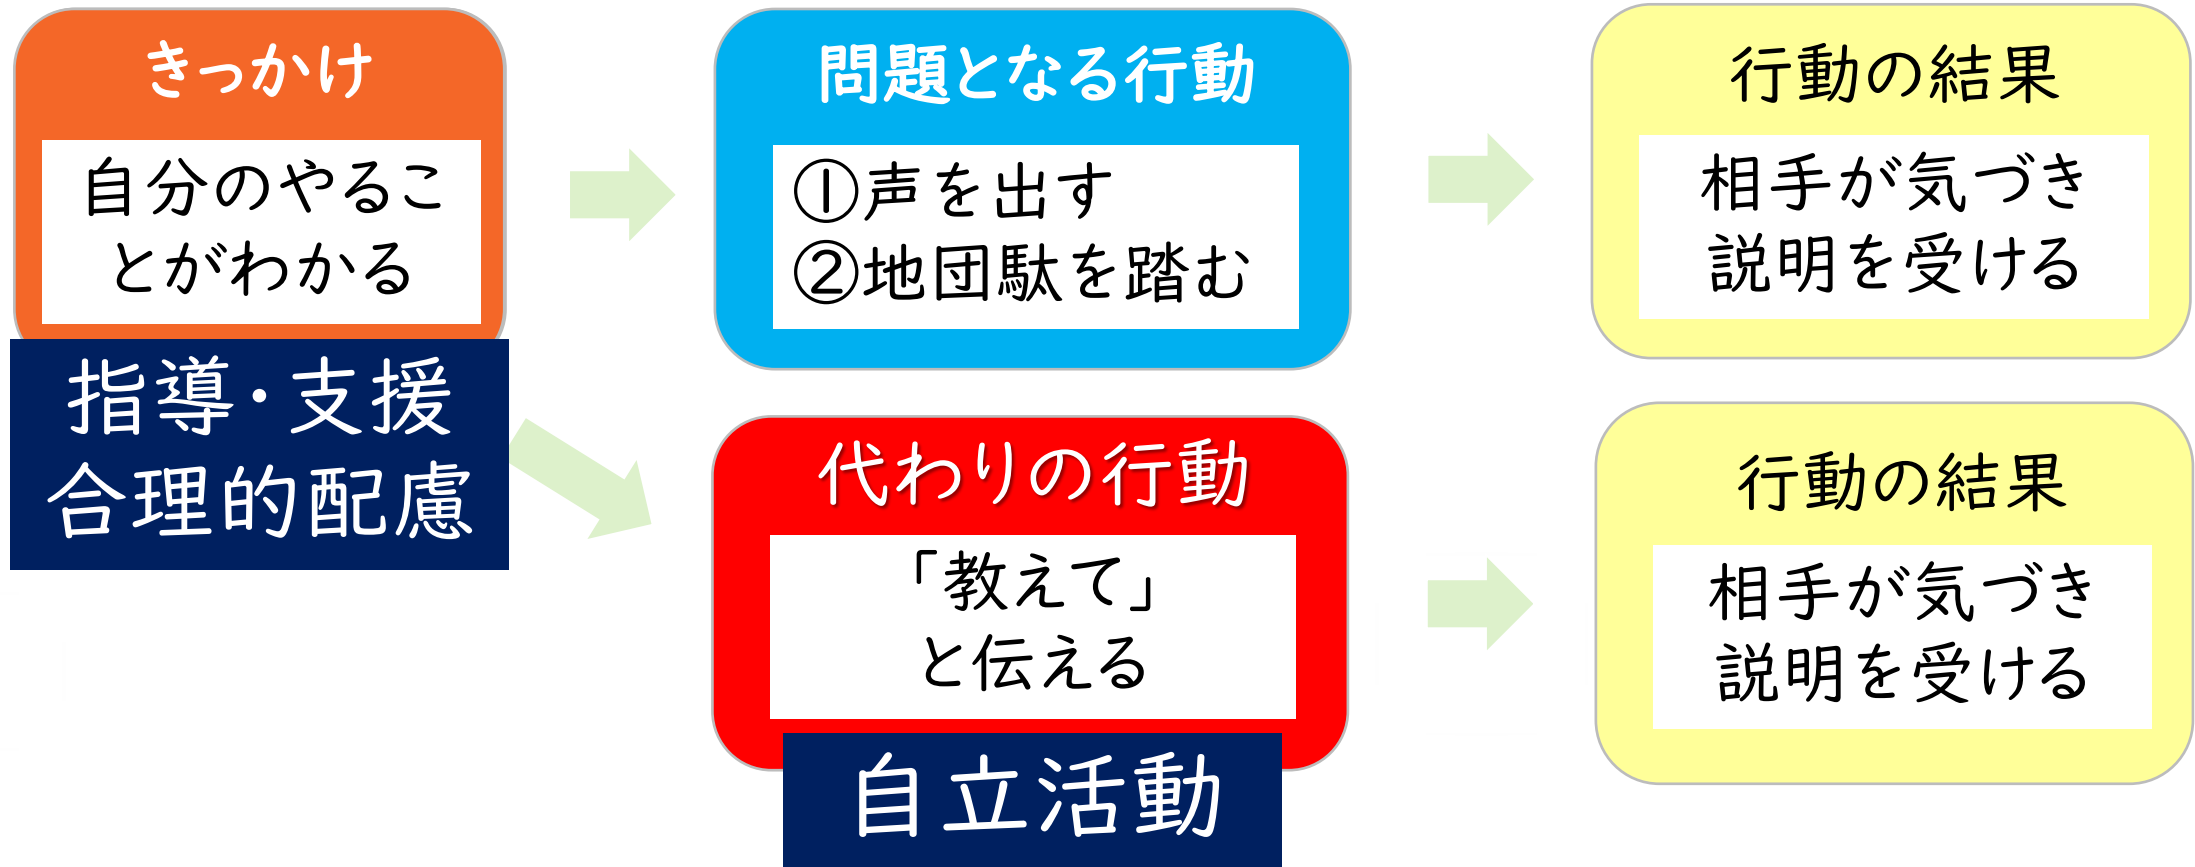 きっかけ
自分のやるこ
とがわかる
指導・支援
合理的配慮
問題となる行動
①声を出す
②地団駄を踏む
行動の結果
相手が気づき
説明を受ける
代わりの行動
「教えて」
と伝える
自立活動
行動の結果
相手が気づき
説明を受ける